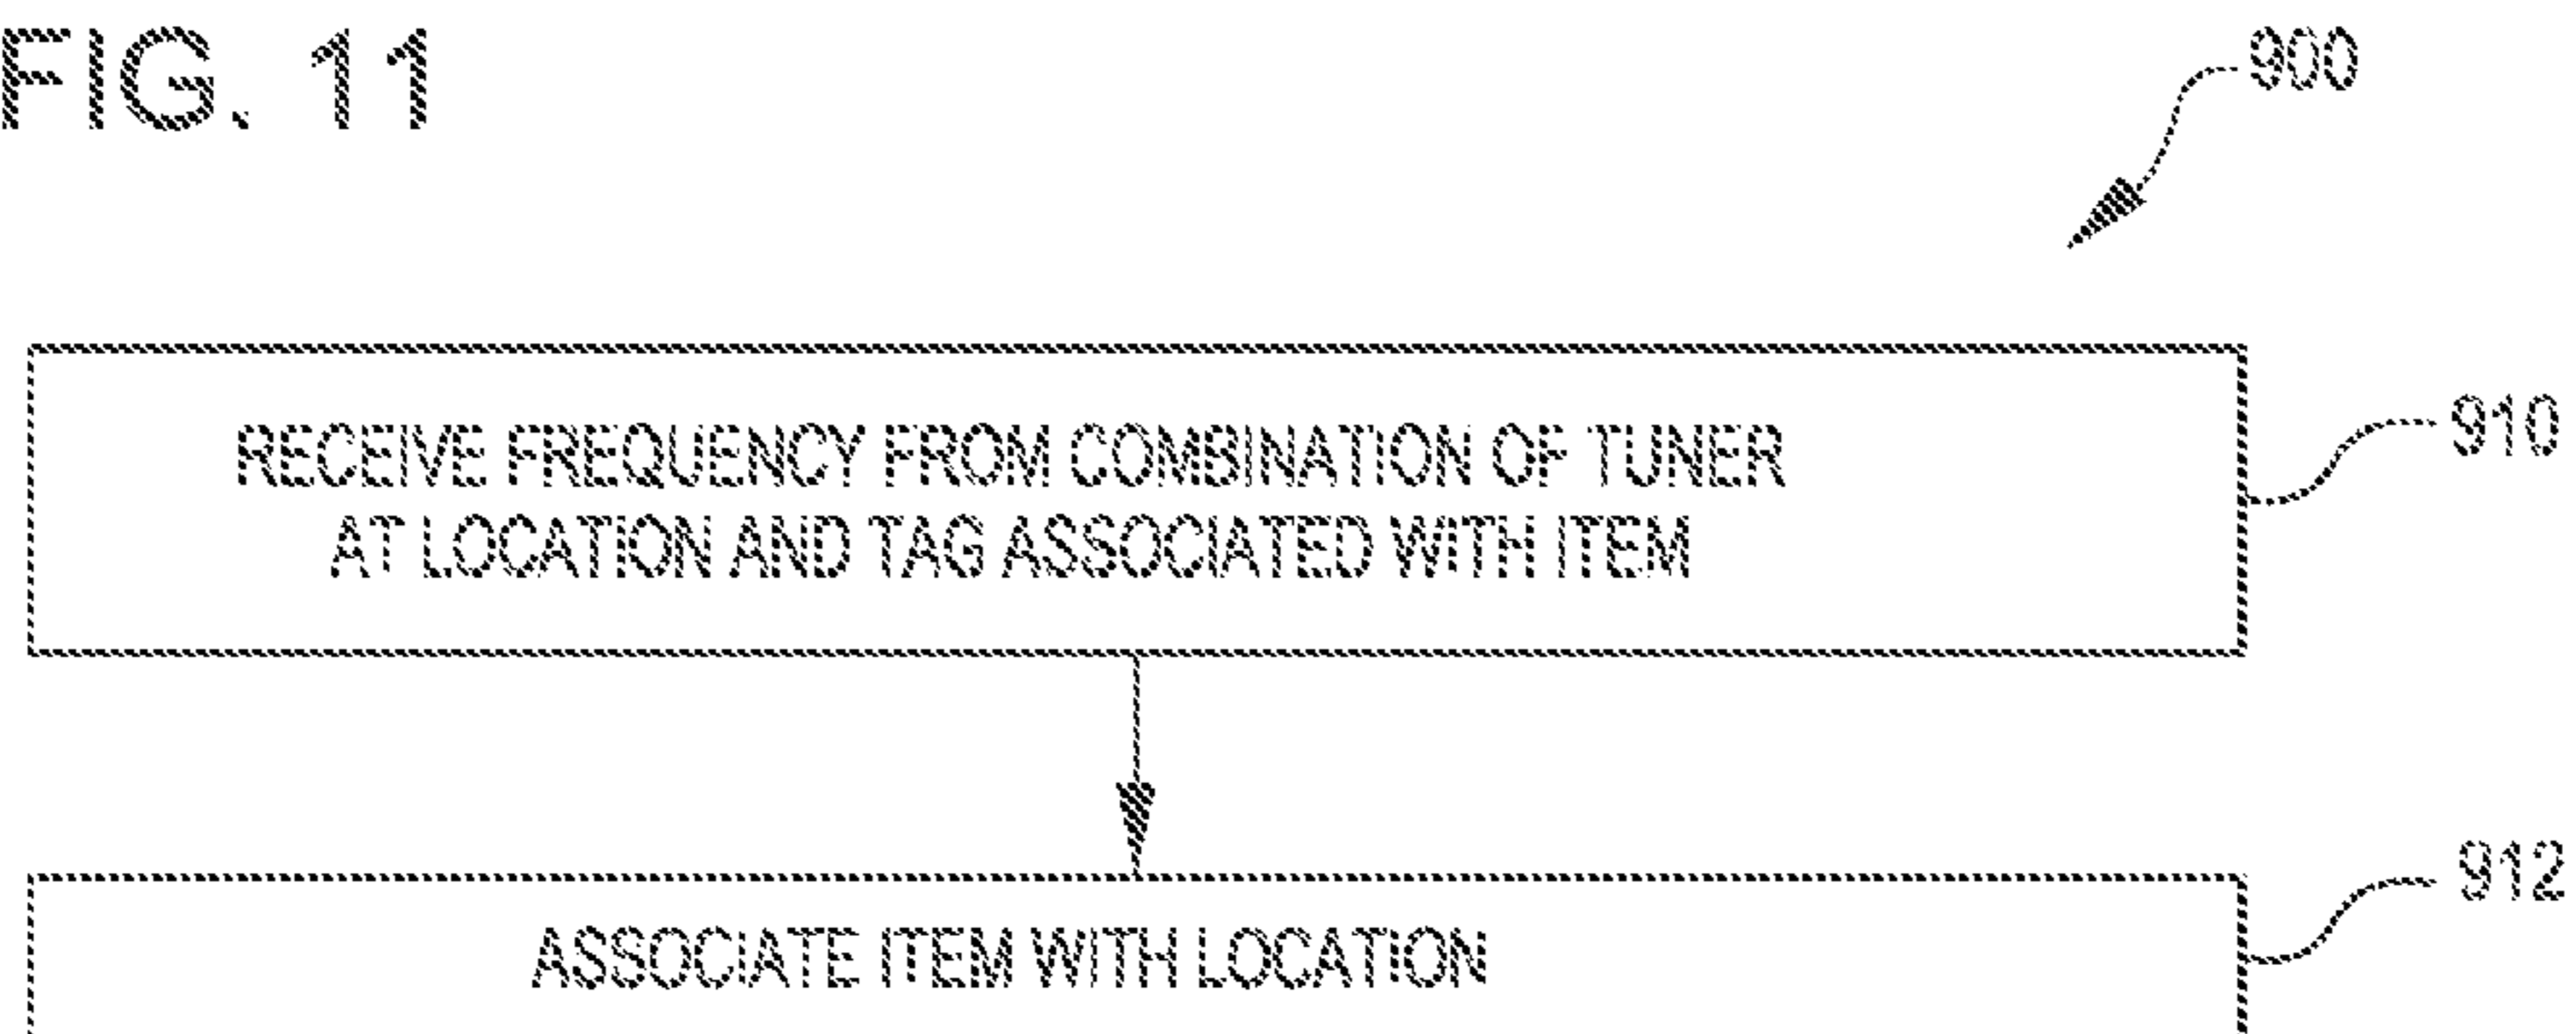 FIG. 11
900
RECEIVE FREQUENCY FROM COMBINATION OF TUNER
AT LOCATION AND TAG ASSOCIATED WITH ITEM
910
912
ASSOCIATE ITEM WITH LOCATION